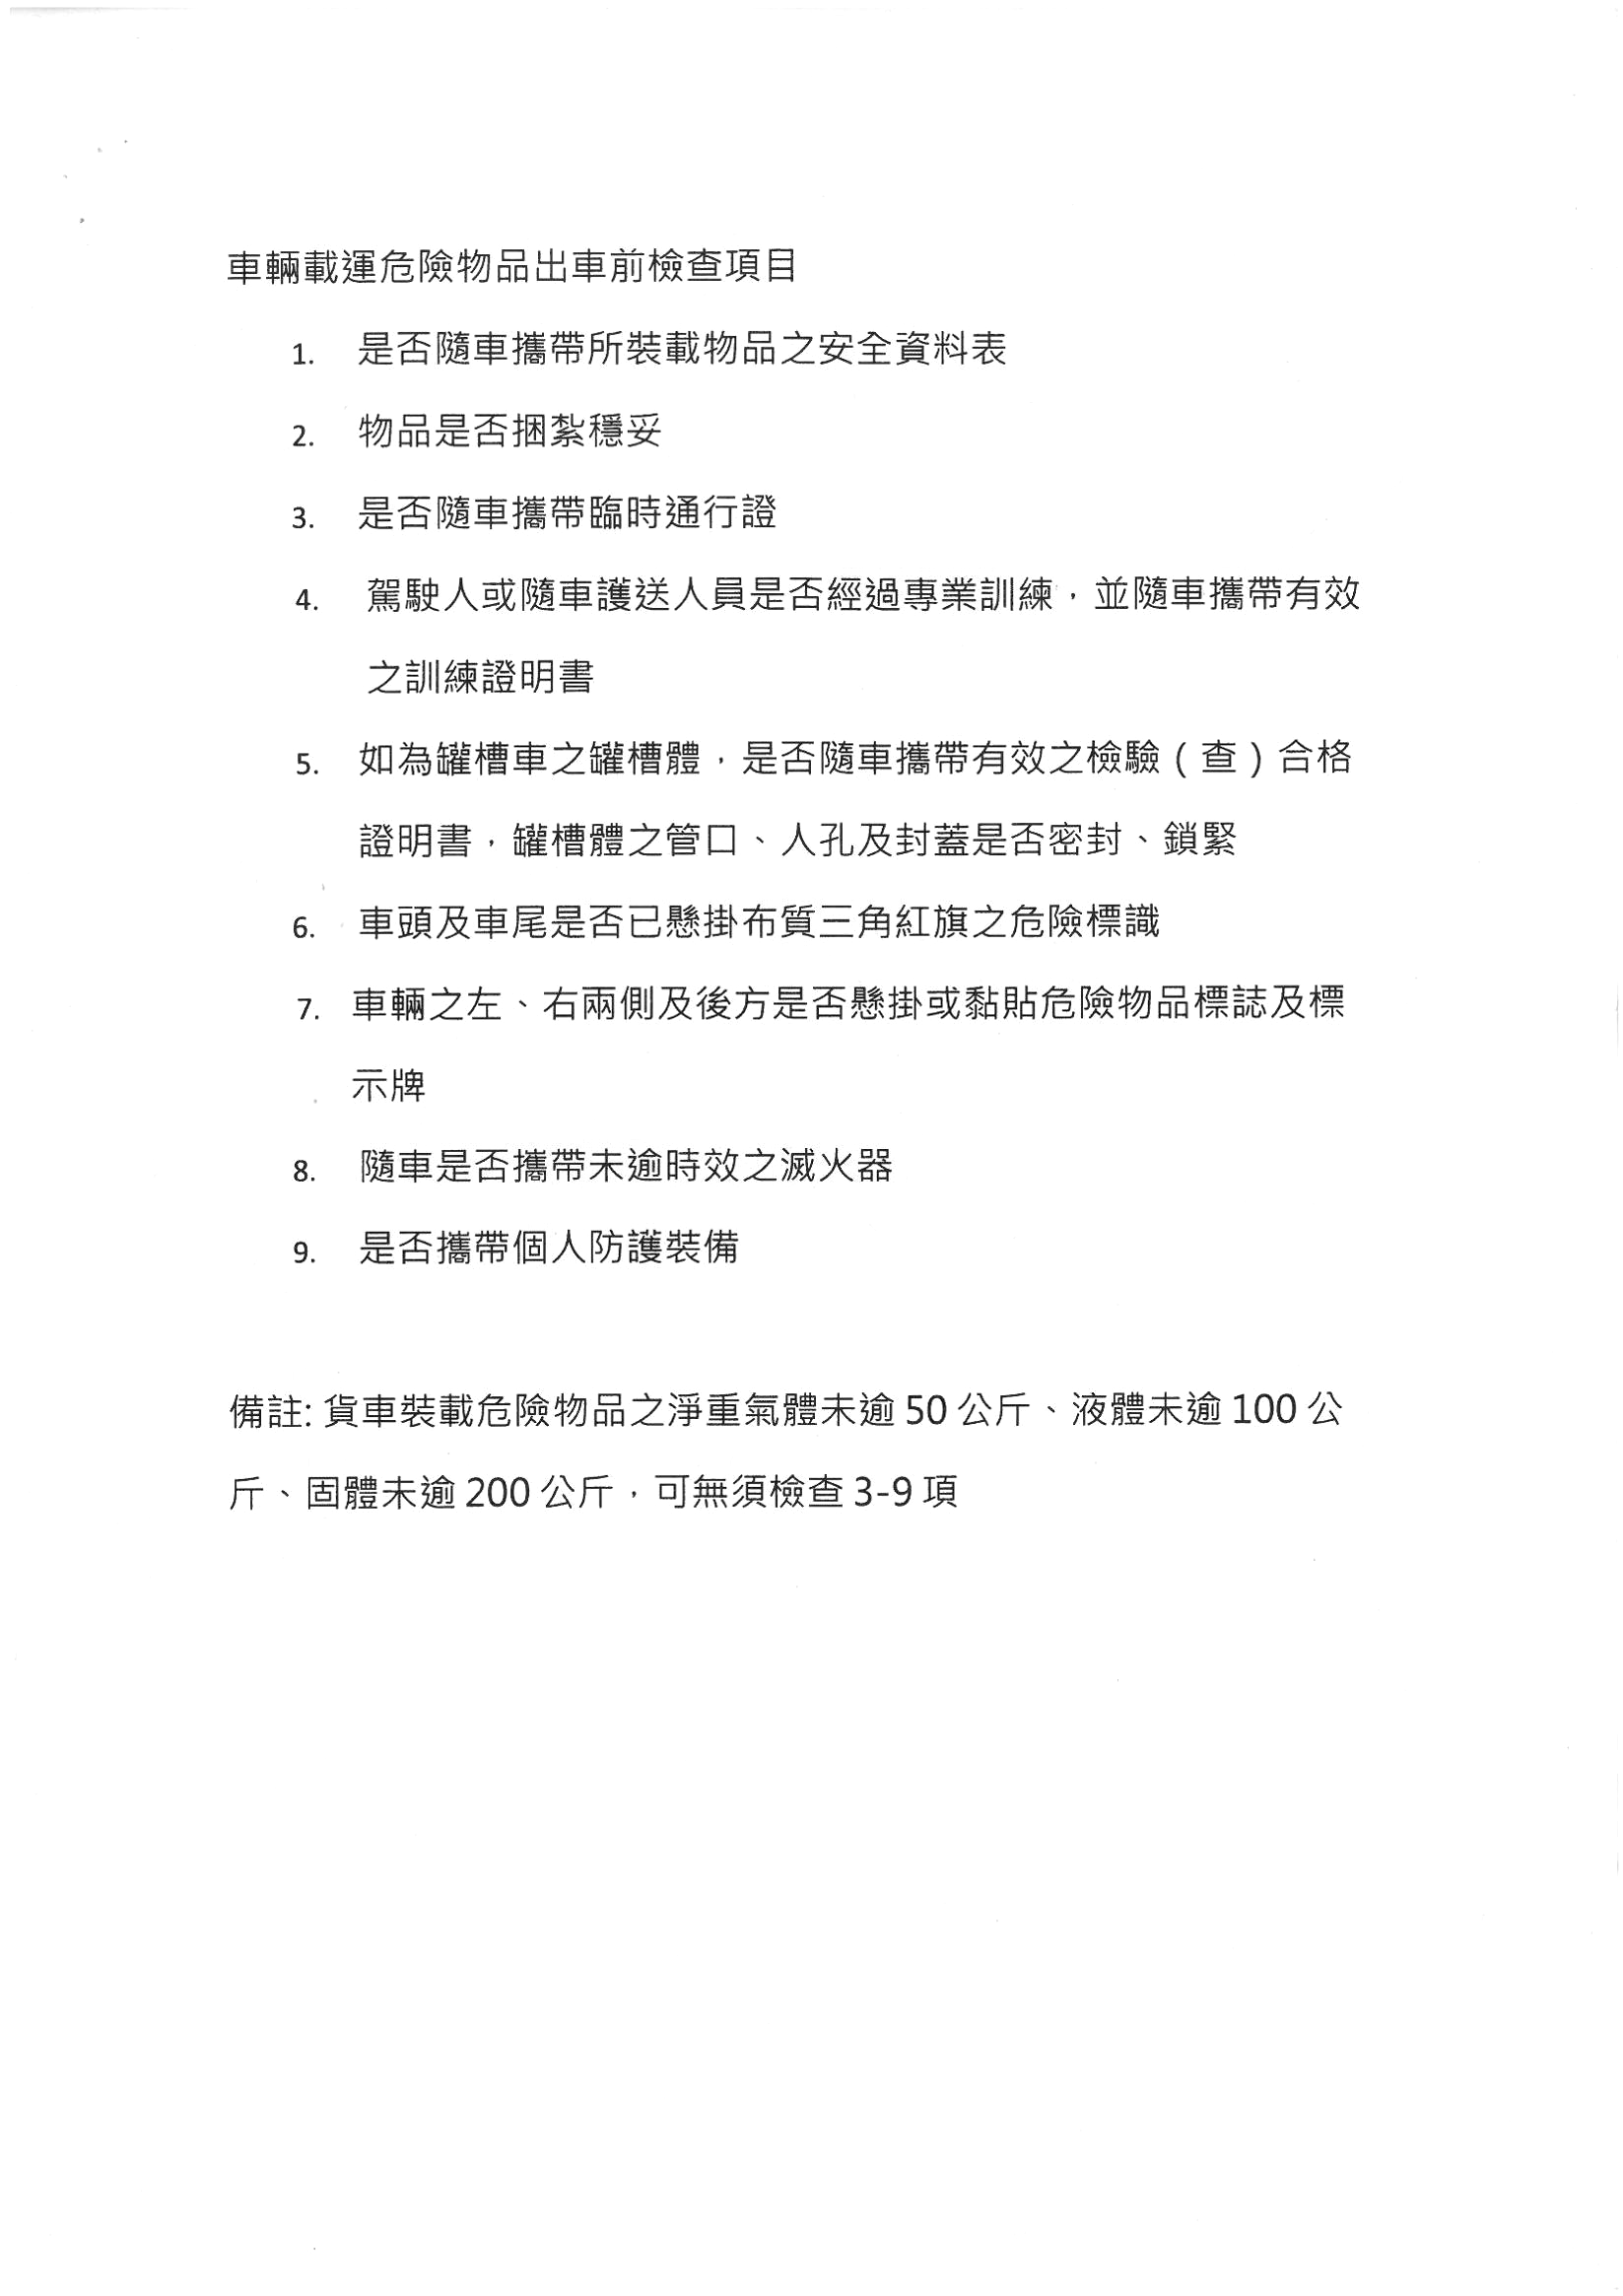 車輛載運危險物品出車前檢查項目
1. 是否隨車攜帶所裝載物品之安全資料表
2. 物品是否捆紮穩妥
3. 是否隨車攜帶臨時通行證
4. 駕駛人或隨車護送人員是否經過專業訓練，並隨車攜帶有效
之訓練證明書
5. 如為罐槽車之罐槽體，是否隨車攜帶有效之檢驗(查)合格
證明書，罐槽體之管口、人孔及封蓋是否密封、鎖緊
6. 車頭及車尾是否已懸掛布質三角紅旗之危險標識
7. 車輛之左、右兩側及後方是否懸掛或黏貼危險物品標誌及標
示牌
8. 隨車是否攜帶未逾時效之滅火器
9. 是否攜帶個人防護裝備
備註: 貨車裝載危險物品之淨重氣體未逾 50 公斤、液體未逾 100 公
斤、固體未逾 200 公斤，可無須檢查 3-9 項